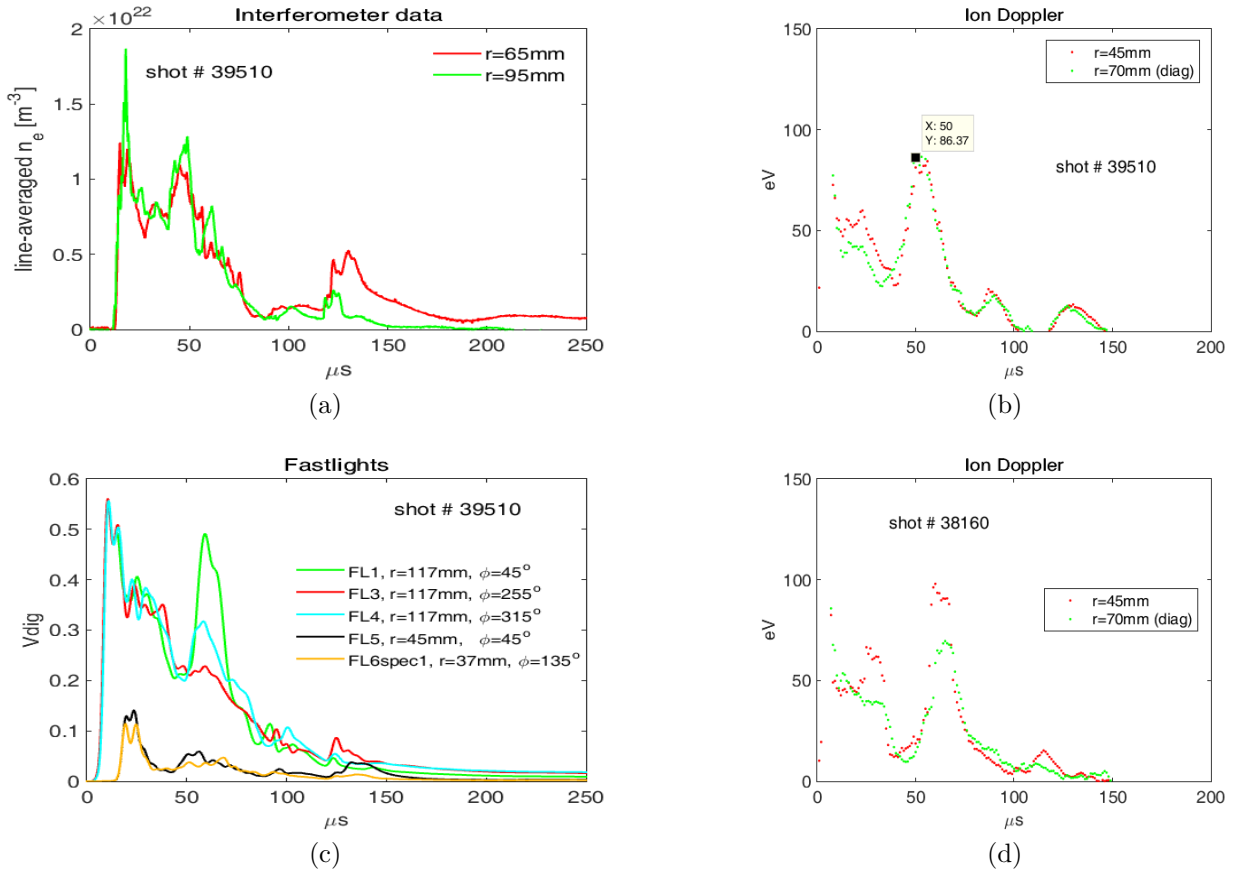 Interferometer data
×10^22
line-averaged n_e [m^-3]
2
1.5
1
0.5
0
shot # 39510
r=65mm
r=95mm
0 50 100 150 200 250
μs
(a)
Ion Doppler
eV
150
100
50
0
r=45mm
r=70mm (diag)
X: 50
Y: 86.37
shot # 39510
0 50 100 150 200
μs
(b)
Fastlights
Vdig
0.6
0.5
0.4
0.3
0.2
0.1
0
shot # 39510
FL1, r=117mm, ϕ=45°
FL3, r=117mm, ϕ=255°
FL4, r=117mm, ϕ=315°
FL5, r=45mm, ϕ=45°
FL6spec1, r=37mm, ϕ=135°
0 50 100 150 200 250
μs
(c)
Ion Doppler
eV
150
100
50
0
shot # 38160
r=45mm
r=70mm (diag)
0 50 100 150 200
μs
(d)